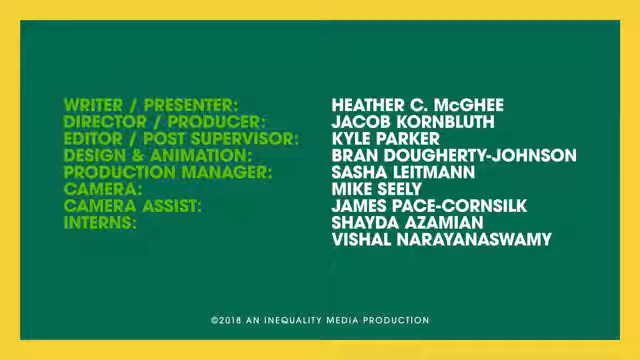 WRITER / PRESENTER: HEATHER C. McGHEE
DIRECTOR / PRODUCER: JACOB KORNBLUTH
EDITOR / POST SUPERVISOR: KYLE PARKER
DESIGN & ANIMATION: BRAN DOUGHERTY-JOHNSON
PRODUCTION MANAGER: SASHA LEITMANN
CAMERA: MIKE SEELY
CAMERA ASSIST: JAMES PACE-CORNSILK
INTERNS: SHAYDA AZAMIAN
VISHAL NARAYANASWAMY
©2018 AN INEQUALITY MEDIA PRODUCTION